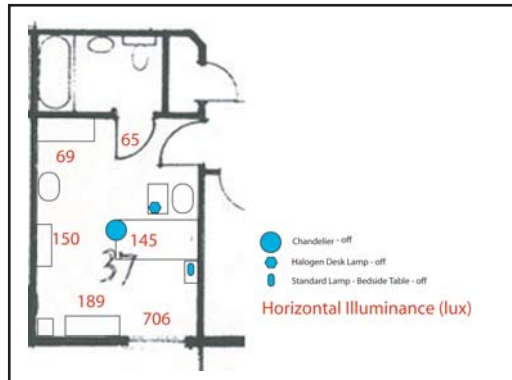 65
69
150
145
37
189
706
Chandelier - off
Halogen Desk Lamp - off
Standard Lamp - Bedside Table - off
Horizontal Illuminance (lux)